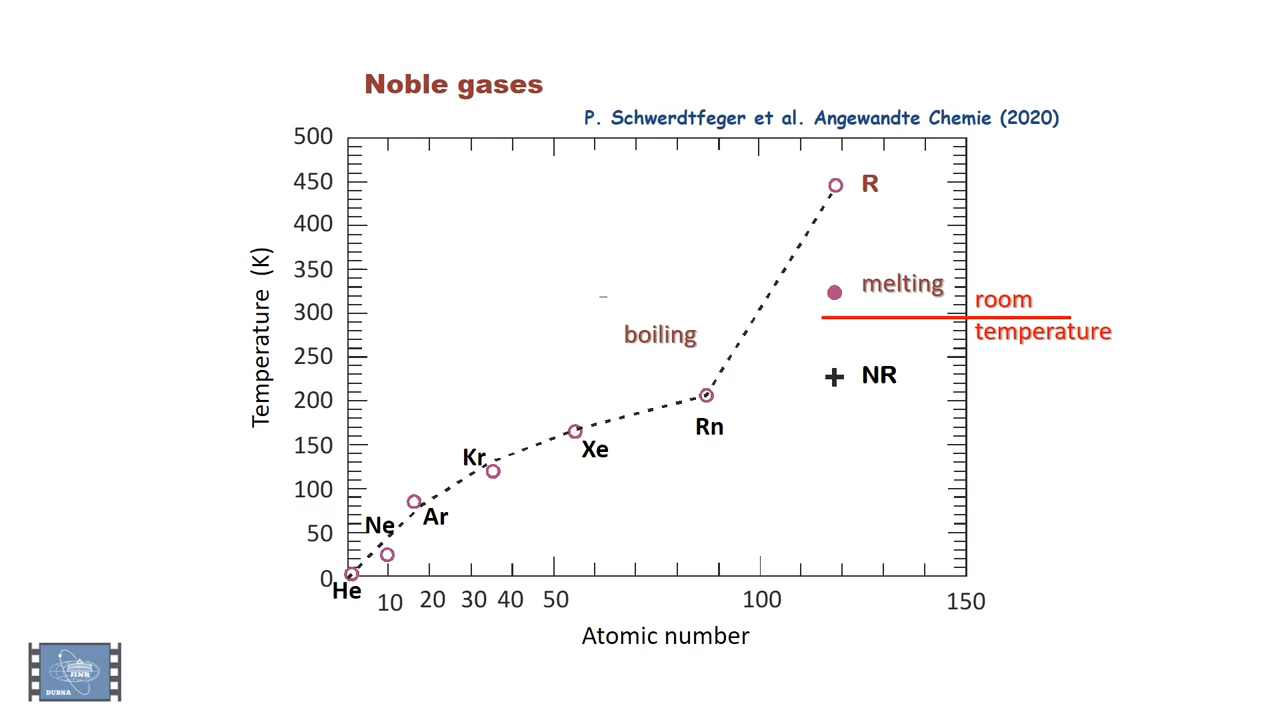 Noble gases
P. Schwerdtfeger et al. Angewandte Chemie (2020)
500
450
400
350
300
250
200
150
100
50
0
Temperature (K)
R
melting
room
temperature
boiling
NR
Rn
Xe
Kr
Ar
Ne
He
10 20 30 40 50 100 150
Atomic number
JINR
DUBNA